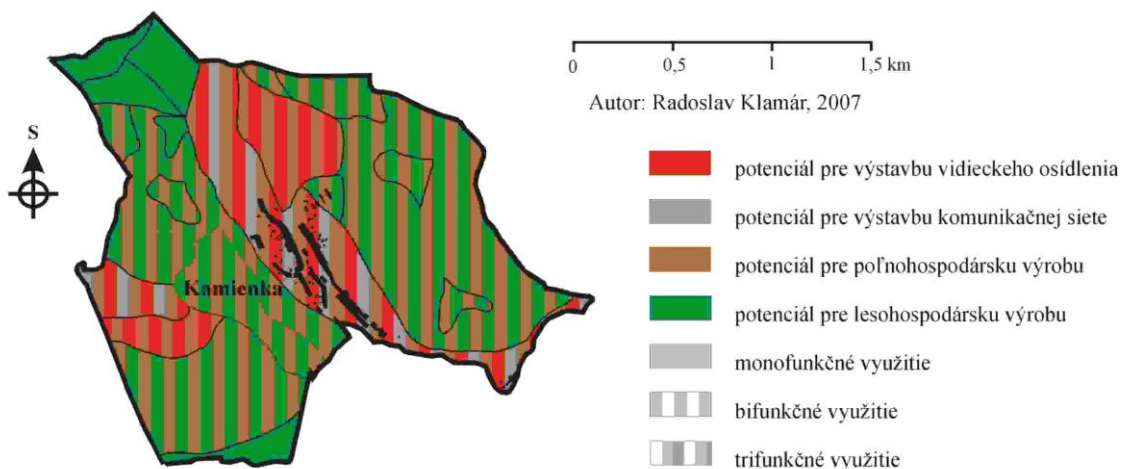 0 0,5 1 1,5 km
Autor: Radoslav Klamár, 2007
S
Kamienka
potenciál pre výstavbu vidieckeho osídlenia
potenciál pre výstavbu komunikačnej siete
potenciál pre poľnohospodársku výrobu
potenciál pre lesohospodársku výrobu
monofunkčné využitie
bifunkčné využitie
trifunkčné využitie